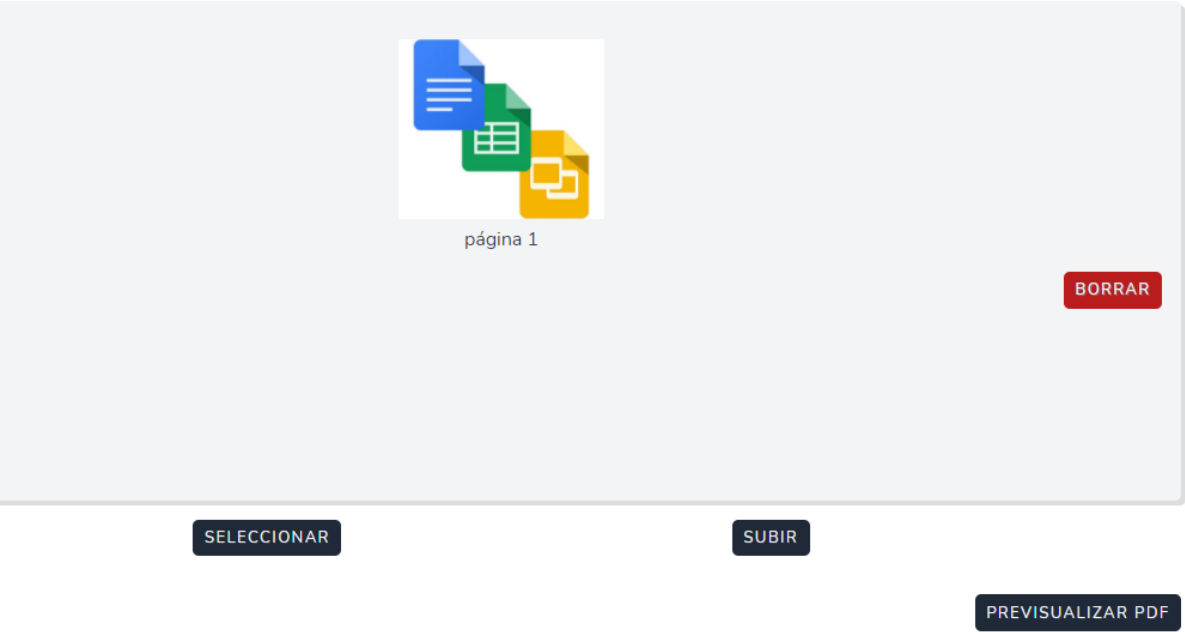 página 1
BORRAR
SELECCIONAR
SUBIR
PREVISUALIZAR PDF